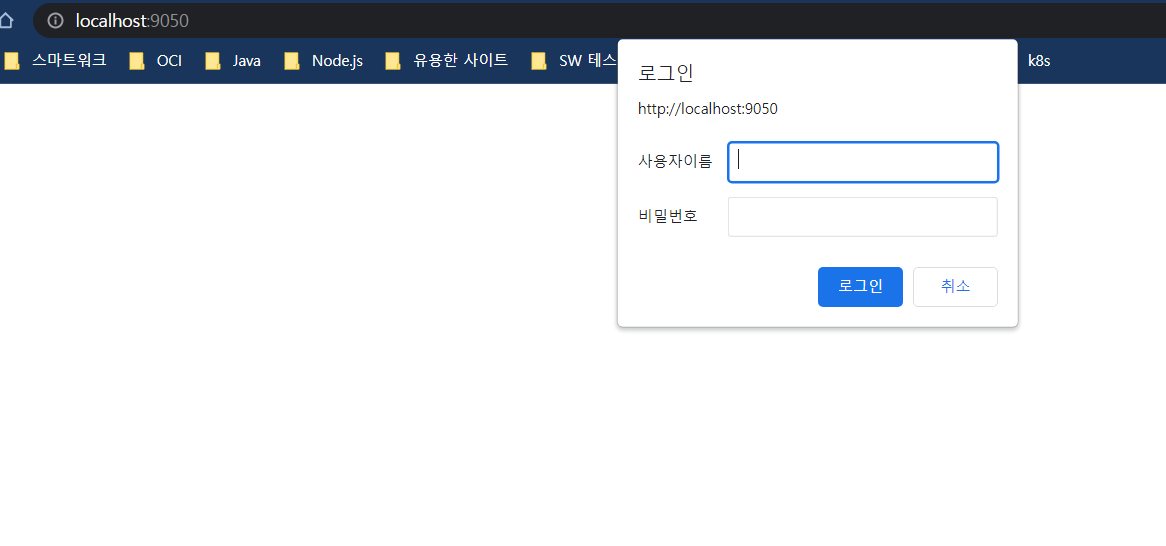 localhost:9050
스마트워크 OCI Java Node.js 유용한 사이트 SW 테스 k8s
로그인
http://localhost:9050
사용자이름
비밀번호
로그인 취소